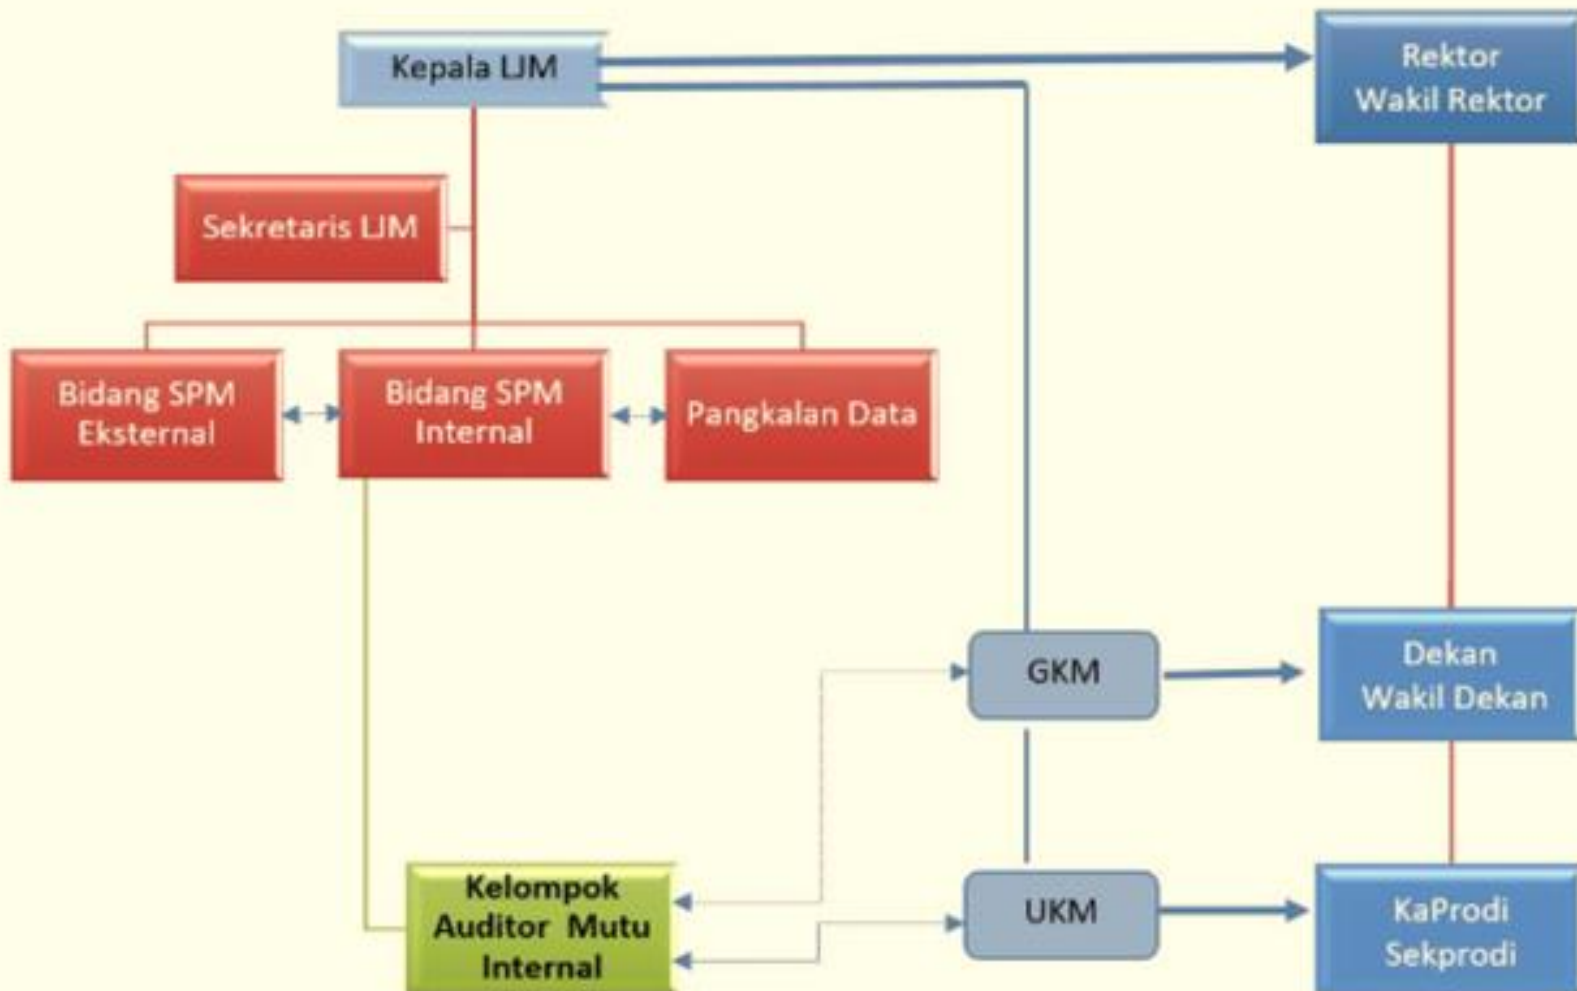 Kepala LJM
Rektor
Wakil Rektor
Sekretaris LJM
Bidang SPM
Eksternal
Bidang SPM
Internal
Pangkalan Data
GKM
Dekan
Wakil Dekan
Kelompok
Auditor Mutu
Internal
UKM
KaProdi
Sekprodi